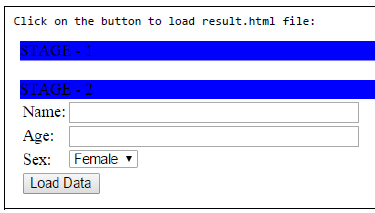 Click on the button to load result.html file:
STAGE - 1
STAGE - 2
Name:
Age:
Sex: Female
Load Data